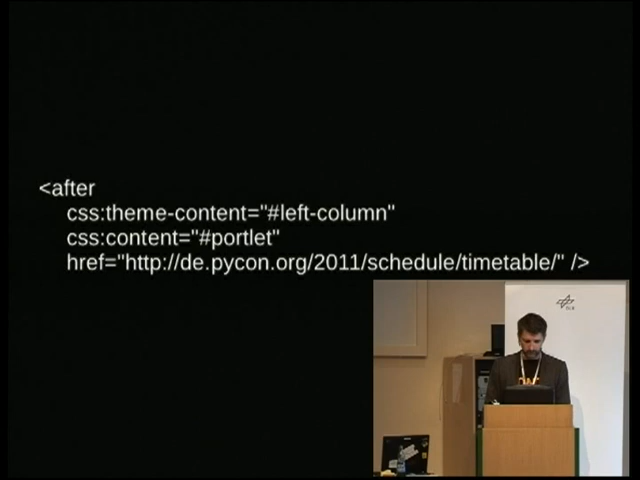 <after
css:theme-content="#left-column"
css:content="#portlet"
href="http://de.pycon.org/2011/schedule/timetable/" />